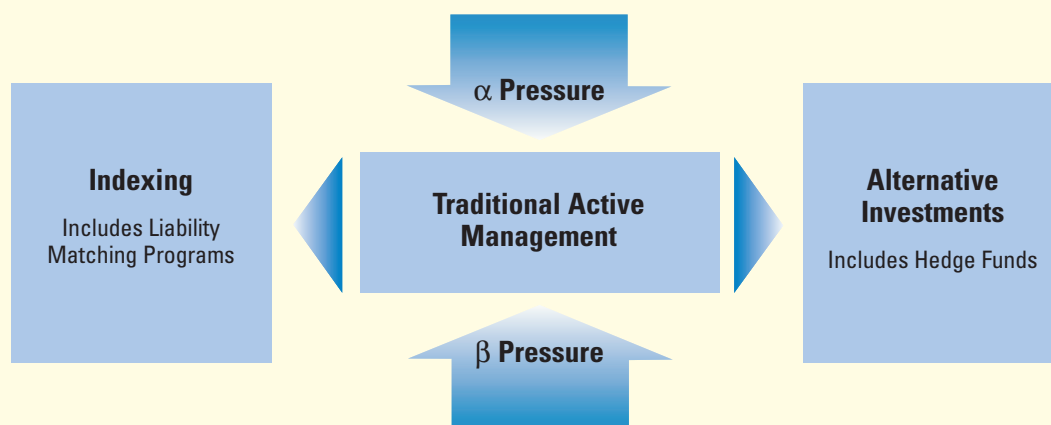 α Pressure
Indexing
Includes Liability
Matching Programs
Traditional Active
Management
Alternative
Investments
Includes Hedge Funds
β Pressure